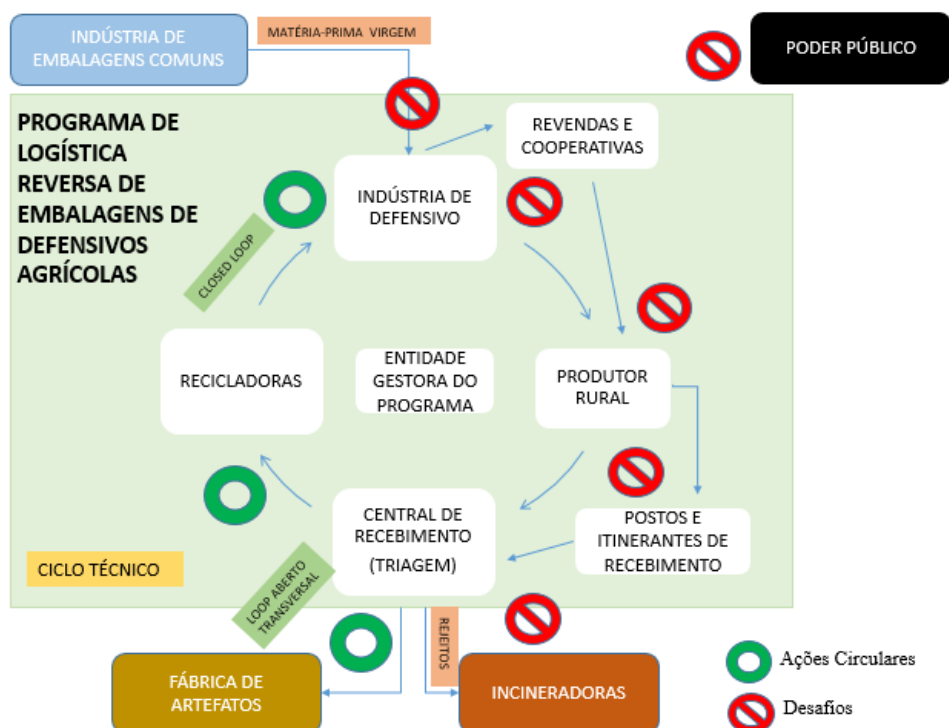 INDÚSTRIA DE
EMBALAGENS COMUNS
MATÉRIA-PRIMA VIRGEM
PODER PÚBLICO
PROGRAMA DE
LOGÍSTICA
REVERSA DE
EMBALAGENS DE
DEFENSIVOS
AGRÍCOLAS
REVENDAS E
COOPERATIVAS
INDÚSTRIA DE
DEFENSIVO
CLOSED LOOP
RECICLADORAS
ENTIDADE
GESTORA DO
PROGRAMA
PRODUTOR
RURAL
CENTRAL DE
RECEBIMENTO
(TRIAGEM)
POSTOS E
ITINERANTES DE
RECEBIMENTO
CICLO TÉCNICO
LOOP ABERTO
TRANSVERSAL
REJEITOS
FÁBRICA DE
ARTEFATOS
INCINERADORAS
Ações Circulares
Desafios